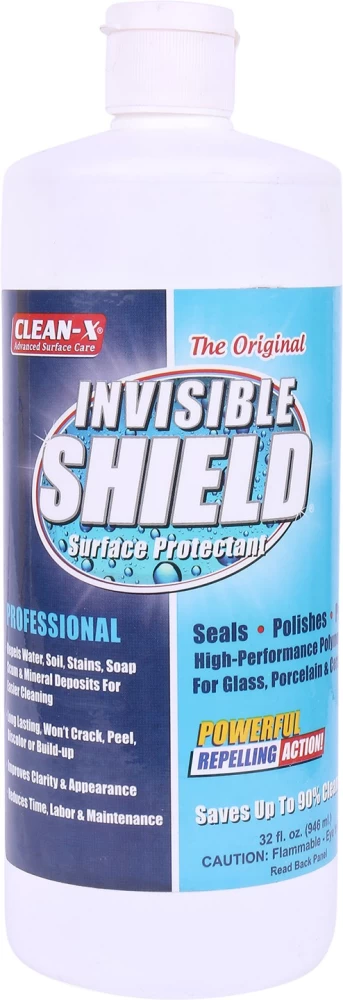 CLEAN-X®
Advanced Surface Care
The Original
INVISIBLE
SHIELD®
Surface Protectant
PROFESSIONAL
Repels Water, Soil, Stains, Soap
Scum & Mineral Deposits For
Easier Cleaning
Long Lasting, Won't Crack, Peel,
Discolor or Build-up
Improves Clarity & Appearance
Reduces Time, Labor & Maintenance
Seals • Polishes •
High-Performance
For Glass, Porcelain &
POWERFUL
REPELLING ACTION!
Saves Up To 90%
32 fl. oz. (946 ml)
CAUTION: Flammable -
Read Back Panel